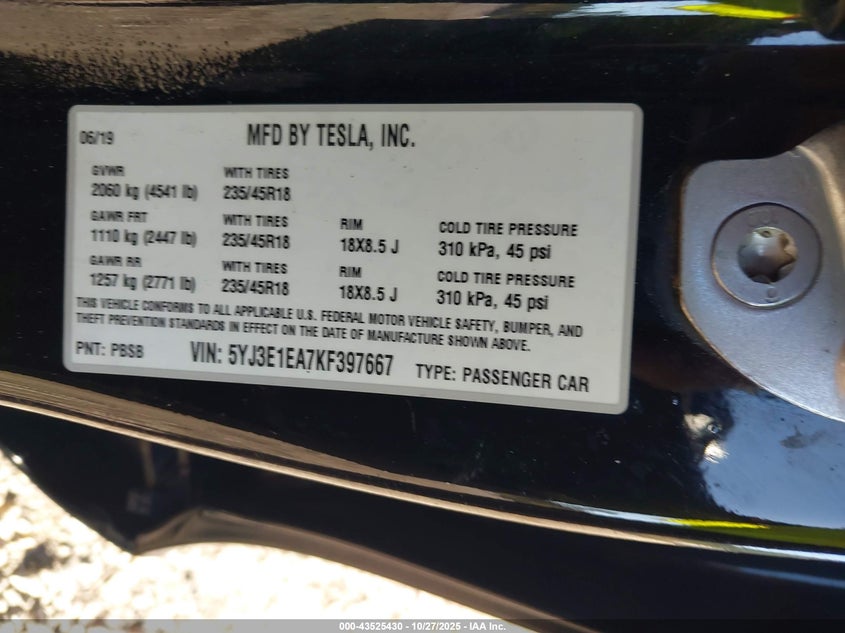 06/19 MFD BY TESLA, INC.
GVWR WITH TIRES
2060 kg (4541 lb) 235/45R18
GAWR FRT WITH TIRES RIM COLD TIRE PRESSURE
1110 kg (2447 lb) 235/45R18 18X8.5 J 310 kPa, 45 psi
GAWR RR WITH TIRES RIM COLD TIRE PRESSURE
1257 kg (2771 lb) 235/45R18 18X8.5 J 310 kPa, 45 psi
THIS VEHICLE CONFORMS TO ALL APPLICABLE U.S. FEDERAL MOTOR VEHICLE SAFETY, BUMPER, AND
THEFT PREVENTION STANDARDS IN EFFECT ON THE DATE OF MANUFACTURE SHOWN ABOVE.
PNT: PBSB VIN: 5YJ3E1EA7KF397667 TYPE: PASSENGER CAR
000-43525430 - 10/27/2025 - IAA Inc.